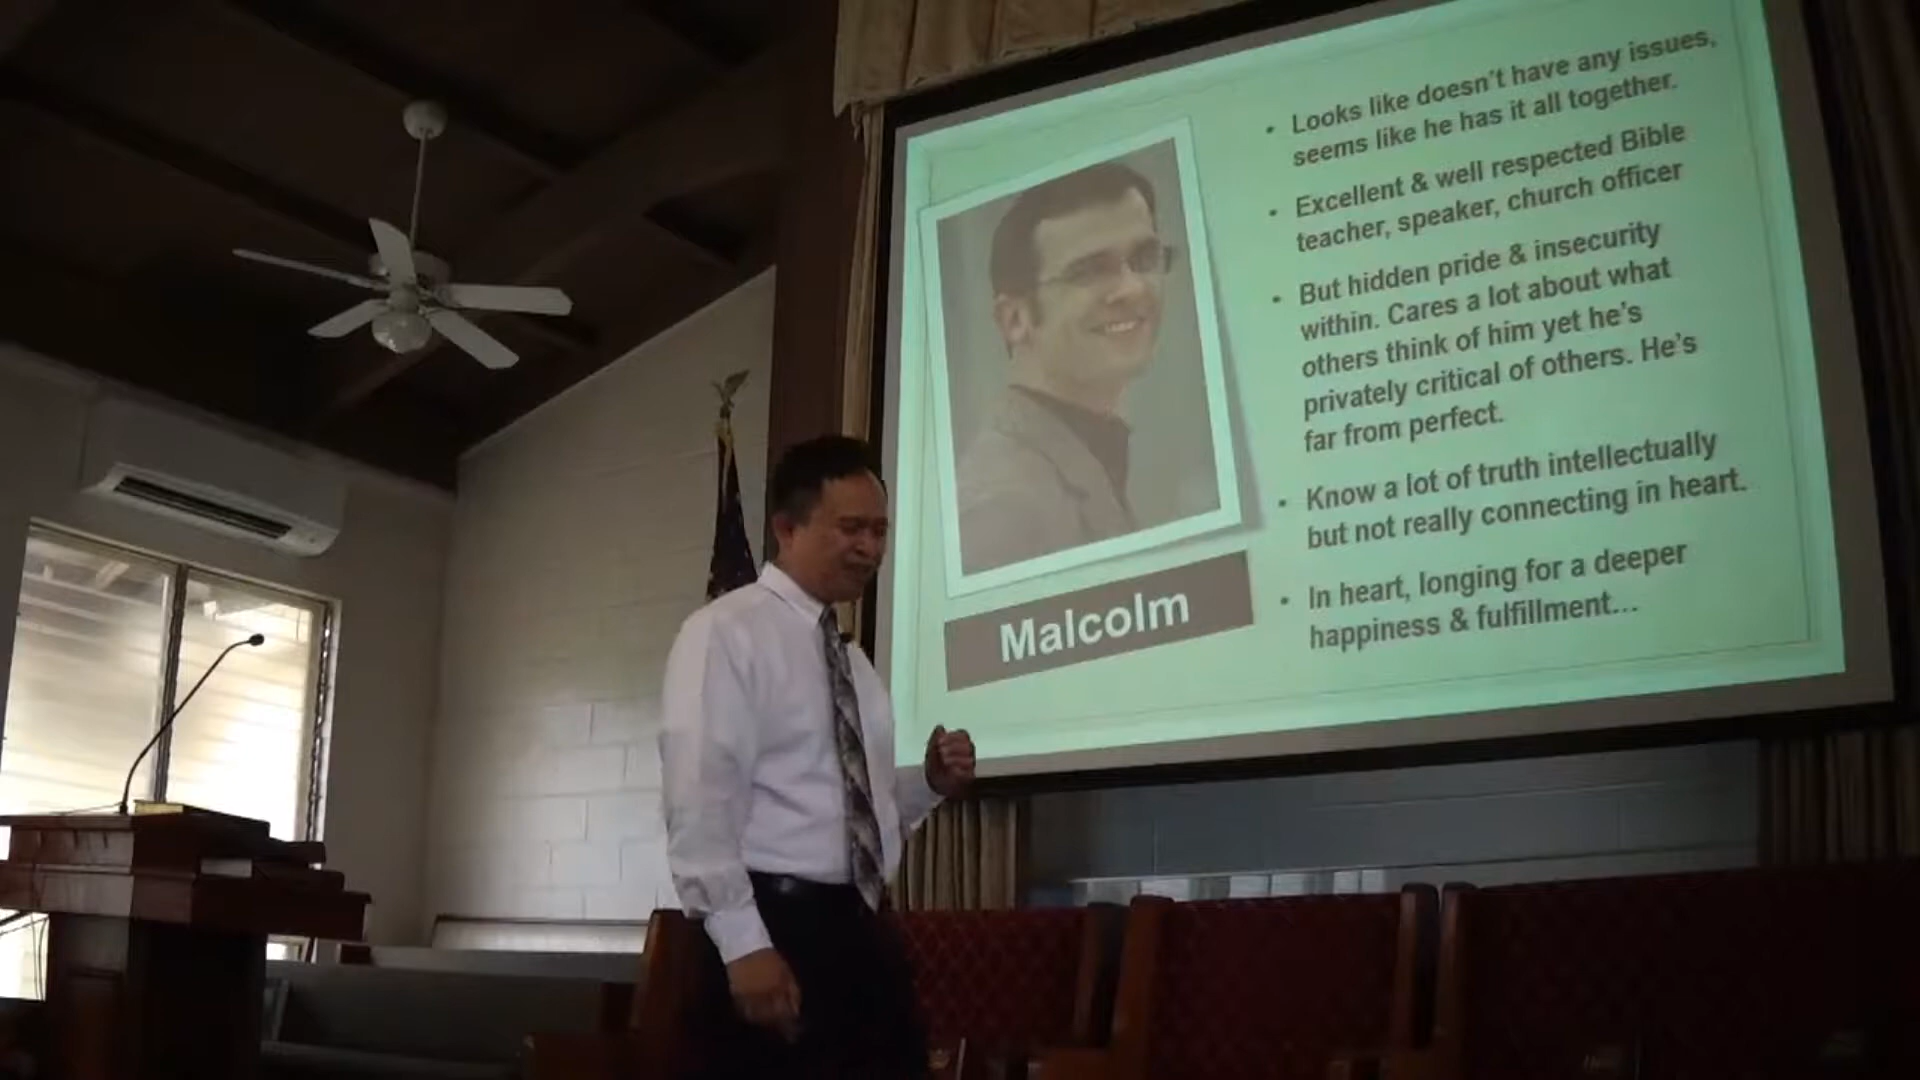 • Looks like doesn't have any issues,
seems like he has it all together.
• Excellent & well respected Bible
teacher, speaker, church officer
• But hidden pride & insecurity
within. Cares a lot about what
others think of him yet he's
privately critical of others. He's
far from perfect.
• Know a lot of truth intellectually
but not really connecting in heart.
• In heart, longing for a deeper
happiness & fulfillment...
Malcolm